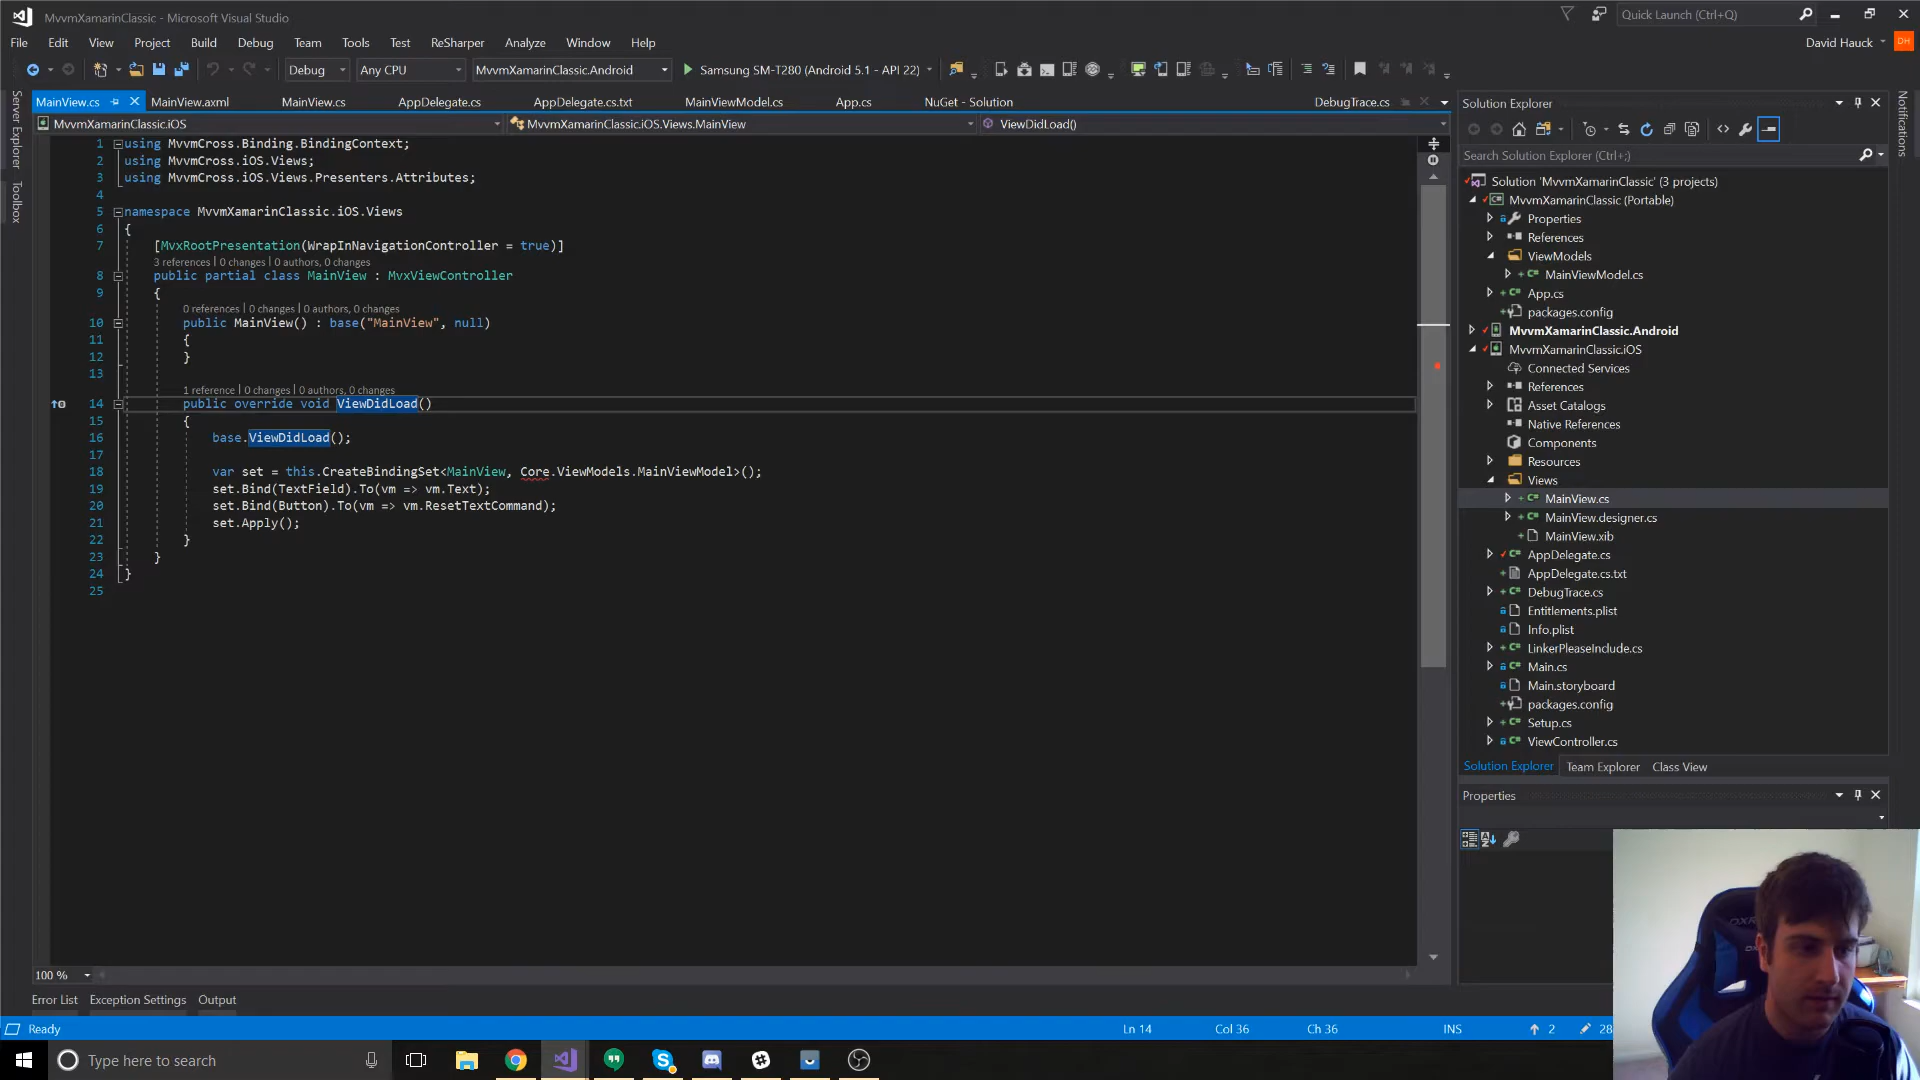 MvvmXamarinClassic - Microsoft Visual Studio
Quick Launch (Ctrl+Q)
File Edit View Project Build Debug Team Tools Test ReSharper Analyze Window Help
David Hauck DH
Debug Any CPU MvvmXamarinClassic.Android Samsung SM-T280 (Android 5.1 - API 22)
MainView.cs MainView.axml MainView.cs AppDelegate.cs AppDelegate.cs.txt MainViewModel.cs App.cs NuGet - Solution DebugTrace.cs
MvvmXamarinClassic.iOS MvvmXamarinClassic.iOS.Views.MainView ViewDidLoad()
Server Explorer
Toolbox
1 using MvvmCross.Binding.BindingContext;
2 using MvvmCross.iOS.Views;
3 using MvvmCross.iOS.Views.Presenters.Attributes;
4
5 namespace MvvmXamarinClassic.iOS.Views
6 {
7 [MvxRootPresentation(WrapInNavigationController = true)]
3 references | 0 changes | 0 authors, 0 changes
8 public partial class MainView : MvxViewController
9 {
0 references | 0 changes | 0 authors, 0 changes
10 public MainView() : base("MainView", null)
11 {
12 }
13
1 reference | 0 changes | 0 authors, 0 changes
14 public override void ViewDidLoad()
15 {
16 base.ViewDidLoad();
17
18 var set = this.CreateBindingSet<MainView, Core.ViewModels.MainViewModel>();
19 set.Bind(TextField).To(vm => vm.Text);
20 set.Bind(Button).To(vm => vm.ResetTextCommand);
21 set.Apply();
22 }
23 }
24 }
25
100 %
Solution Explorer
Search Solution Explorer (Ctrl+;)
Solution 'MvvmXamarinClassic' (3 projects)
MvvmXamarinClassic (Portable)
Properties
References
ViewModels
MainViewModel.cs
App.cs
packages.config
MvvmXamarinClassic.Android
MvvmXamarinClassic.iOS
Connected Services
References
Asset Catalogs
Native References
Components
Resources
Views
MainView.cs
MainView.designer.cs
MainView.xib
AppDelegate.cs
AppDelegate.cs.txt
DebugTrace.cs
Entitlements.plist
Info.plist
LinkerPleaseInclude.cs
Main.cs
Main.storyboard
packages.config
Setup.cs
ViewController.cs
Solution Explorer Team Explorer Class View
Properties
Notifications
Error List Exception Settings Output
Ready Ln 14 Col 36 Ch 36 INS 2 28
Type here to search